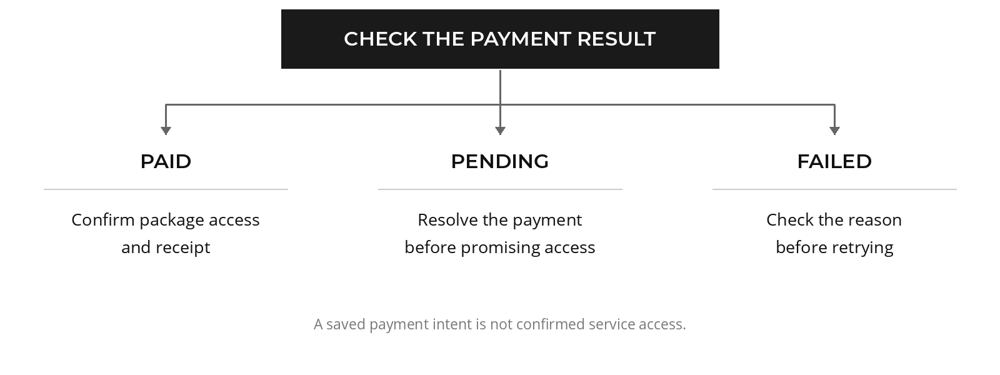 CHECK THE PAYMENT RESULT
PAID
Confirm package access
and receipt
PENDING
Resolve the payment
before promising access
FAILED
Check the reason
before retrying
A saved payment intent is not confirmed service access.